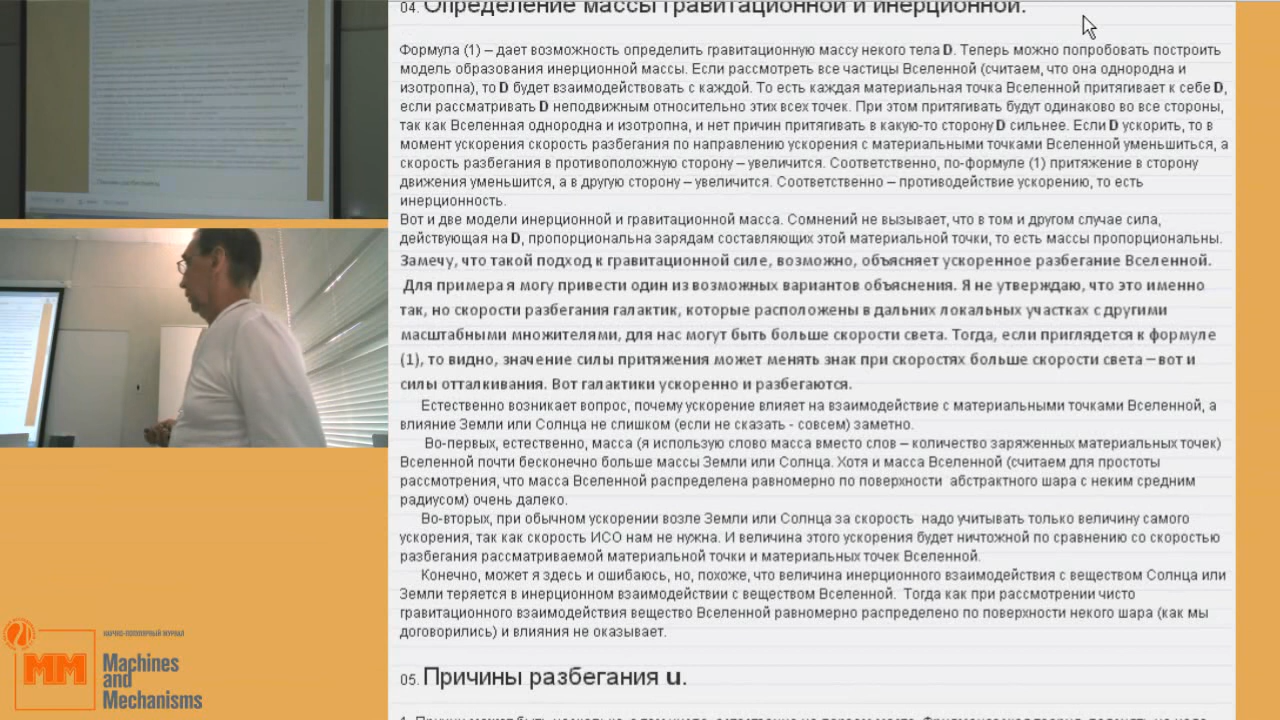 04. Определение массы гравитационной и инерционной.
Формула (1) – дает возможность определить гравитационную массу некого тела D. Теперь можно попробовать построить
модель образования инерционной массы. Если рассмотреть все частицы Вселенной (считаем, что она однородна и
изотропна), то D будет взаимодействовать с каждой. То есть каждая материальная точка Вселенной притягивает к себе D,
если рассматривать D неподвижным относительно этих всех точек. При этом притягивать будут одинаково во все стороны,
так как Вселенная однородна и изотропна, и нет причин притягивать в какую-то сторону D сильнее. Если D ускорить, то в
момент ускорения скорость разбегания по направлению ускорения с материальными точками Вселенной уменьшиться, а
скорость разбегания в противоположную сторону – увеличится. Соответственно, по-формуле (1) притяжение в сторону
движения уменьшится, а в другую сторону – увеличится. Соответственно – противодействие ускорению, то есть
инерционность.
Вот и две модели инерционной и гравитационной масса. Сомнений не вызывает, что в том и другом случае сила,
действующая на D, пропорциональна зарядам составляющих этой материальной точки, то есть массы пропорциональны.
Замечу, что такой подход к гравитационной силе, возможно, объясняет ускоренное разбегание Вселенной.
Для примера я могу привести один из возможных вариантов объяснения. Я не утверждаю, что это именно
так, но скорости разбегания галактик, которые расположены в дальних локальных участках с другими
масштабными множителями, для нас могут быть больше скорости света. Тогда, если приглядется к формуле
(1), то видно, значение силы притяжения может менять знак при скоростях больше скорости света – вот и
силы отталкивания. Вот галактики ускоренно и разбегаются.
Естественно возникает вопрос, почему ускорение влияет на взаимодействие с материальными точками Вселенной, а
влияние Земли или Солнца не слишком (если не сказать - совсем) заметно.
Во-первых, естественно, масса (я использую слово масса вместо слов – количество заряженных материальных точек)
Вселенной почти бесконечно больше массы Земли или Солнца. Хотя и масса Вселенной (считаем для простоты
рассмотрения, что масса Вселенной распределена равномерно по поверхности абстрактного шара с неким средним
радиусом) очень далеко.
Во-вторых, при обычном ускорении возле Земли или Солнца за скорость надо учитывать только величину самого
ускорения, так как скорость ИСО нам не нужна. И величина этого ускорения будет ничтожной по сравнению со скоростью
разбегания рассматриваемой материальной точки и материальных точек Вселенной.
Конечно, может я здесь и ошибаюсь, но, похоже, что величина инерционного взаимодействия с веществом Солнца или
Земли теряется в инерционном взаимодействии с веществом Вселенной. Тогда как при рассмотрении чисто
гравитационного взаимодействия вещество Вселенной равномерно распределено по поверхности некого шара (как мы
договорились) и влияния не оказывает.
05. Причины разбегания u.
НАУЧНО-ПОПУЛЯРНЫЙ ЖУРНАЛ
ММ
Machines
and
Mechanisms